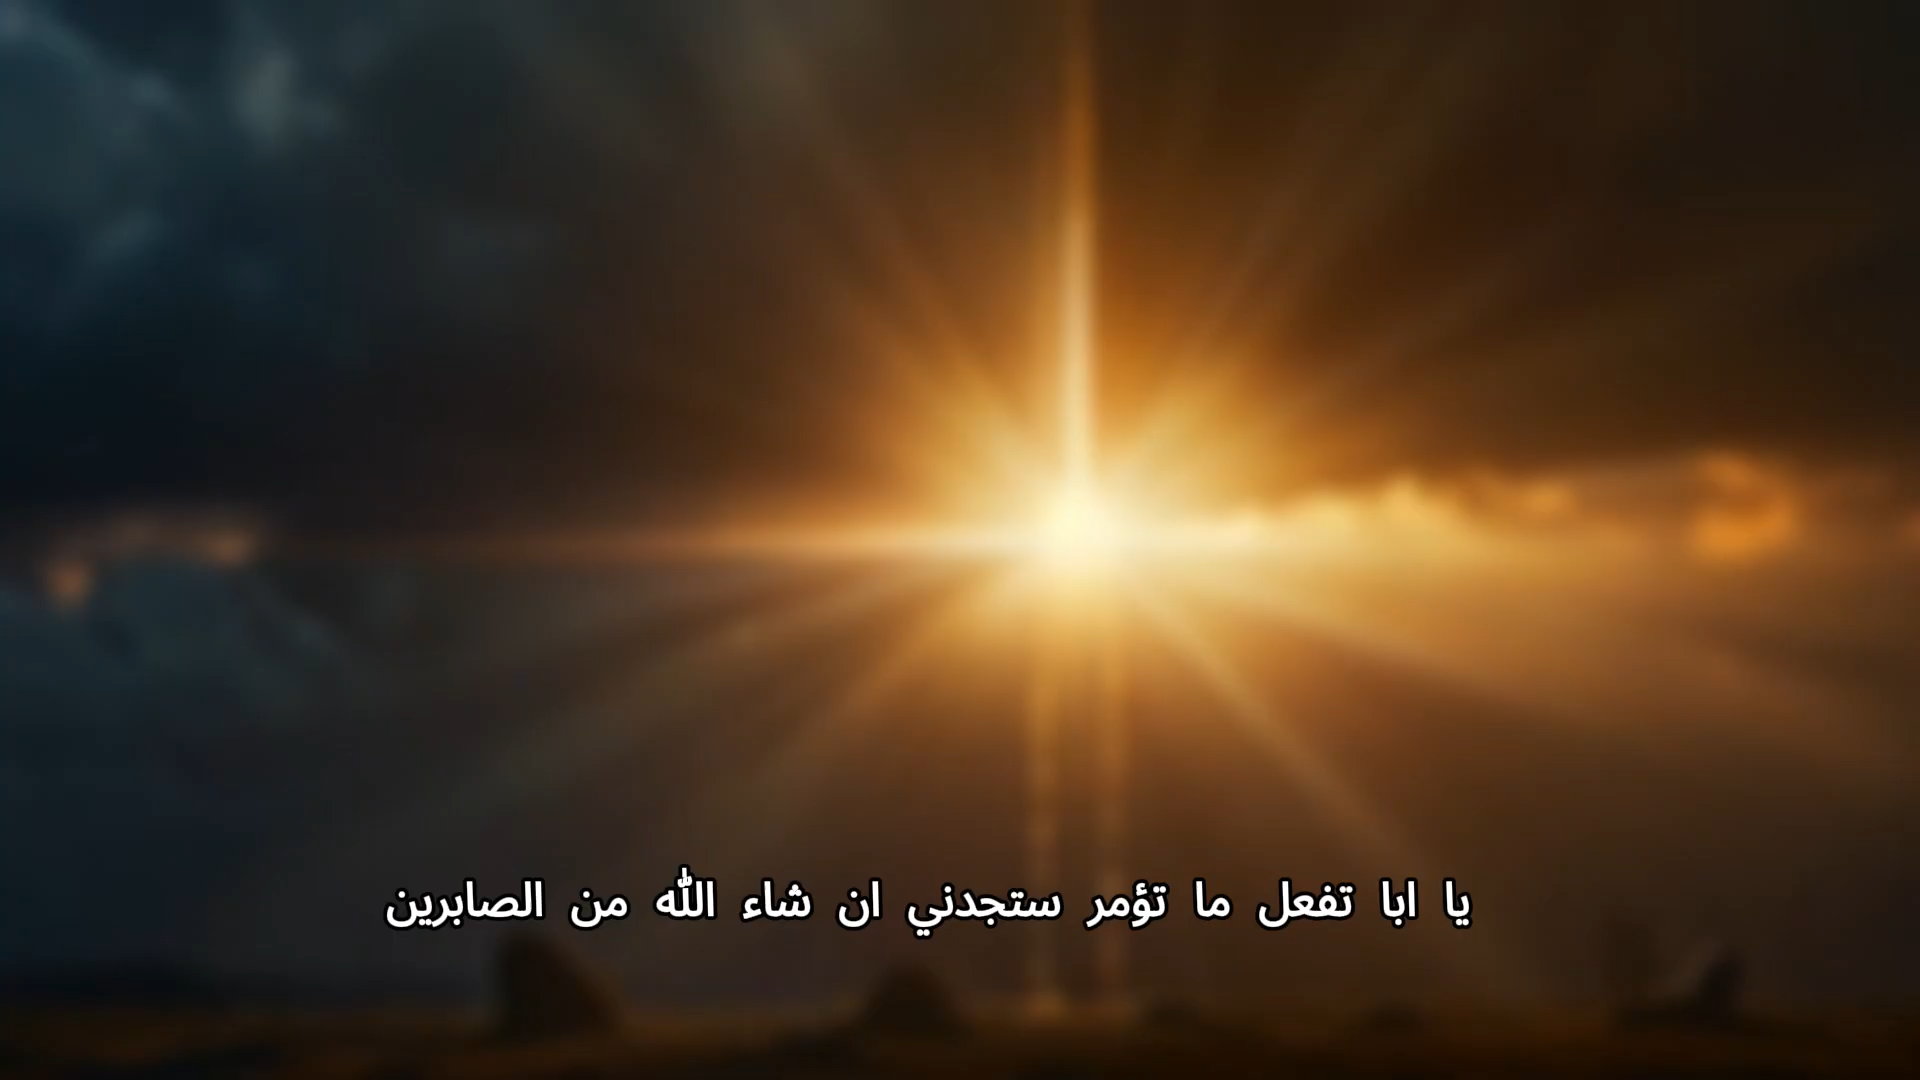 يا ابا تفعل ما تؤمر ستجدني ان شاء الله من الصابرين